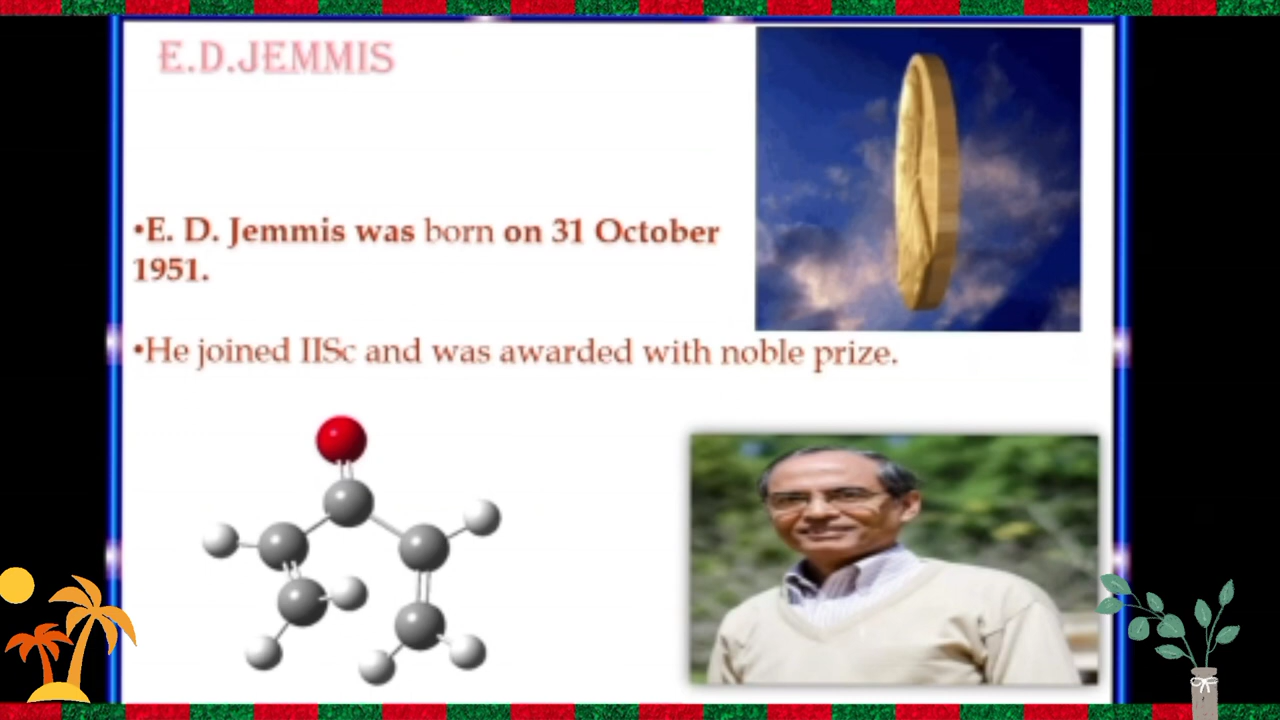 E.D.JEMMIS
•E. D. Jemmis was born on 31 October
1951.
•He joined IISc and was awarded with noble prize.